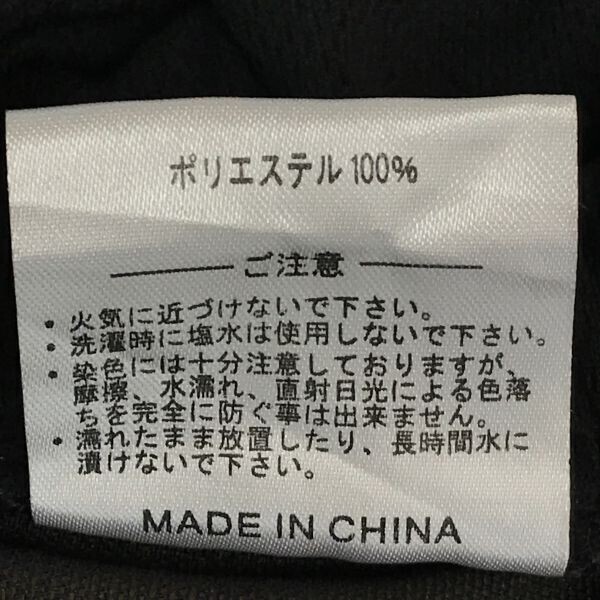 ポリエステル 100%
ご注意
・火気に近づけないで下さい。
・洗濯時に塩水は使用しないで下さい。
・染色には十分注意しておりますが、
摩擦、水濡れ、直射日光による色落
ちを完全に防ぐ事は出来ません。
・濡れたまま放置したり、長時間水に
漬けないで下さい。
MADE IN CHINA